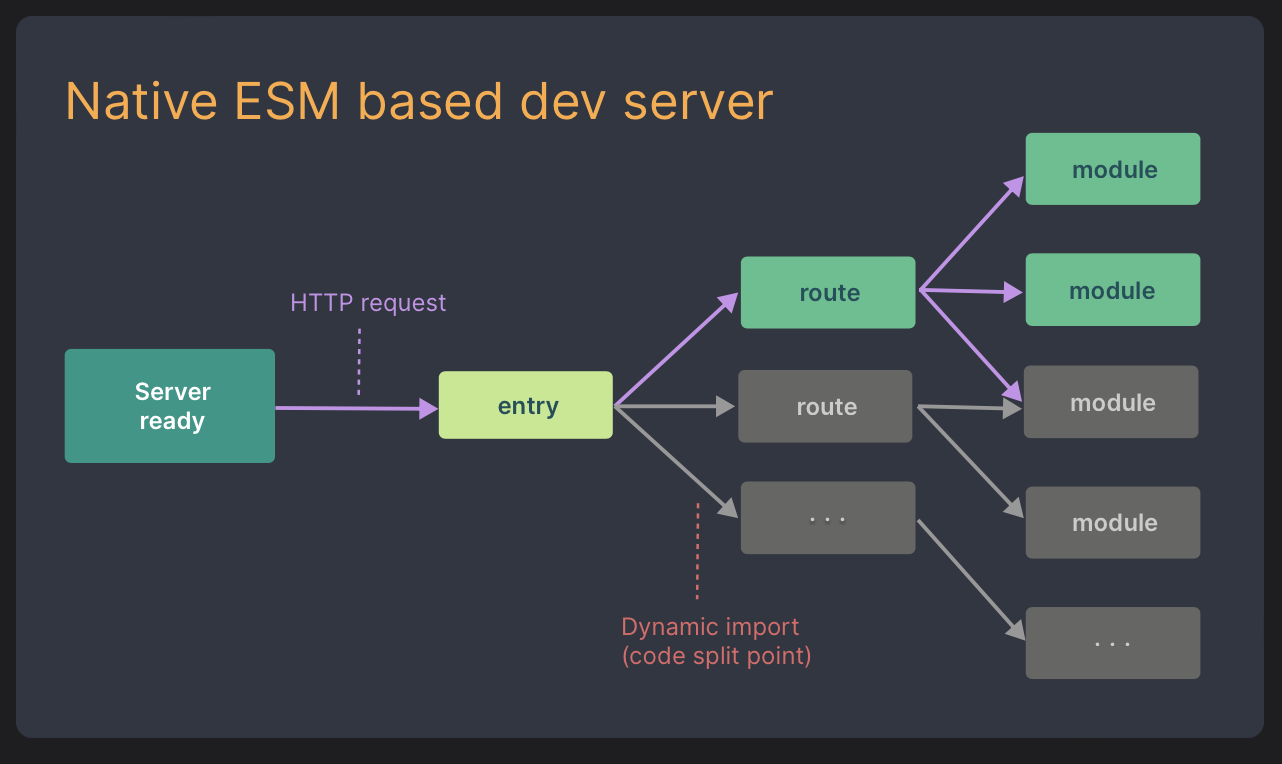 Native ESM based dev server
HTTP request
Server
ready
entry
route
route
· · ·
module
module
module
module
· · ·
Dynamic import
(code split point)